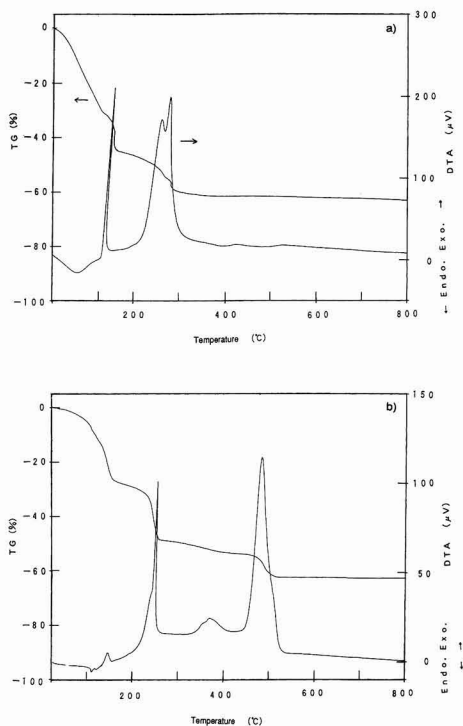 a)
300
200
100
0
DTA (μV)
← Endo. Exo. →
0
−20
−40
−60
−80
−100
TG (%)
200 400 600 800
Temperature (℃)
b)
150
100
50
0
DTA (μV)
Endo. Exo.
← →
0
−20
−40
−60
−80
−100
TG (%)
200 400 600 800
Temperature (℃)